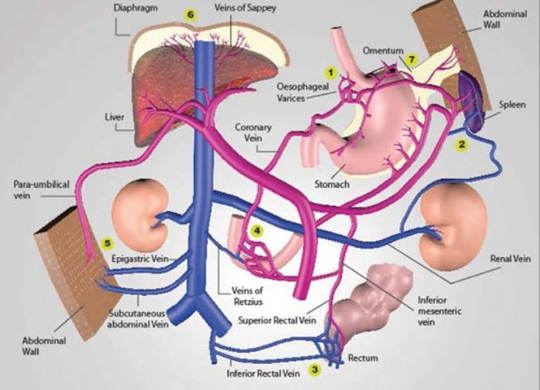 Diaphragm
6
Veins of Sappey
Abdominal
Wall
Omentum
7
1
Oesophageal
Varices
Spleen
Liver
Coronary
Vein
2
Stomach
Para-umbilical
vein
4
5
Epigastric Vein
Renal Vein
Veins of
Retzius
Inferior
mesenteric
vein
Subcutaneous
abdominal Vein
Superior Rectal Vein
Abdominal
Wall
Rectum
Inferior Rectal Vein
3